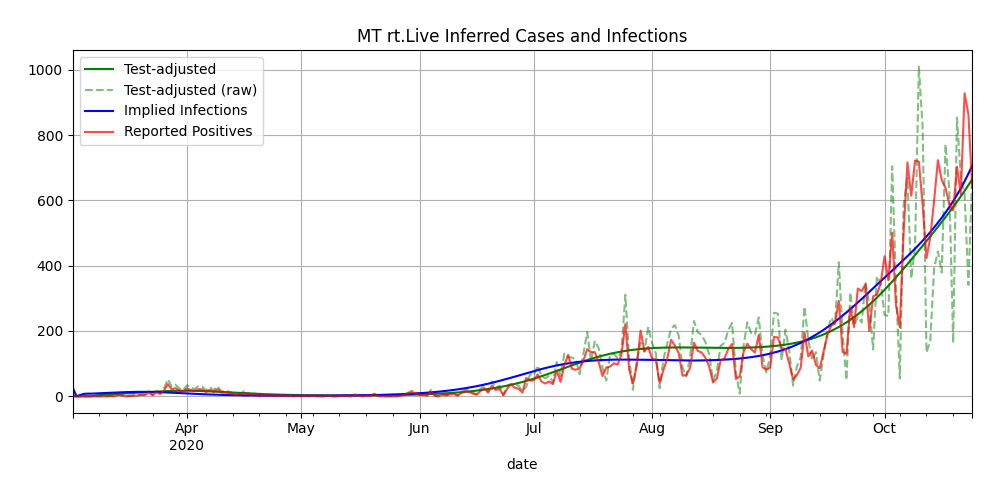 MT rt.Live Inferred Cases and Infections
Test-adjusted
Test-adjusted (raw)
Implied Infections
Reported Positives
1000
800
600
400
200
0
Apr
2020
May
Jun
Jul
Aug
Sep
Oct
date